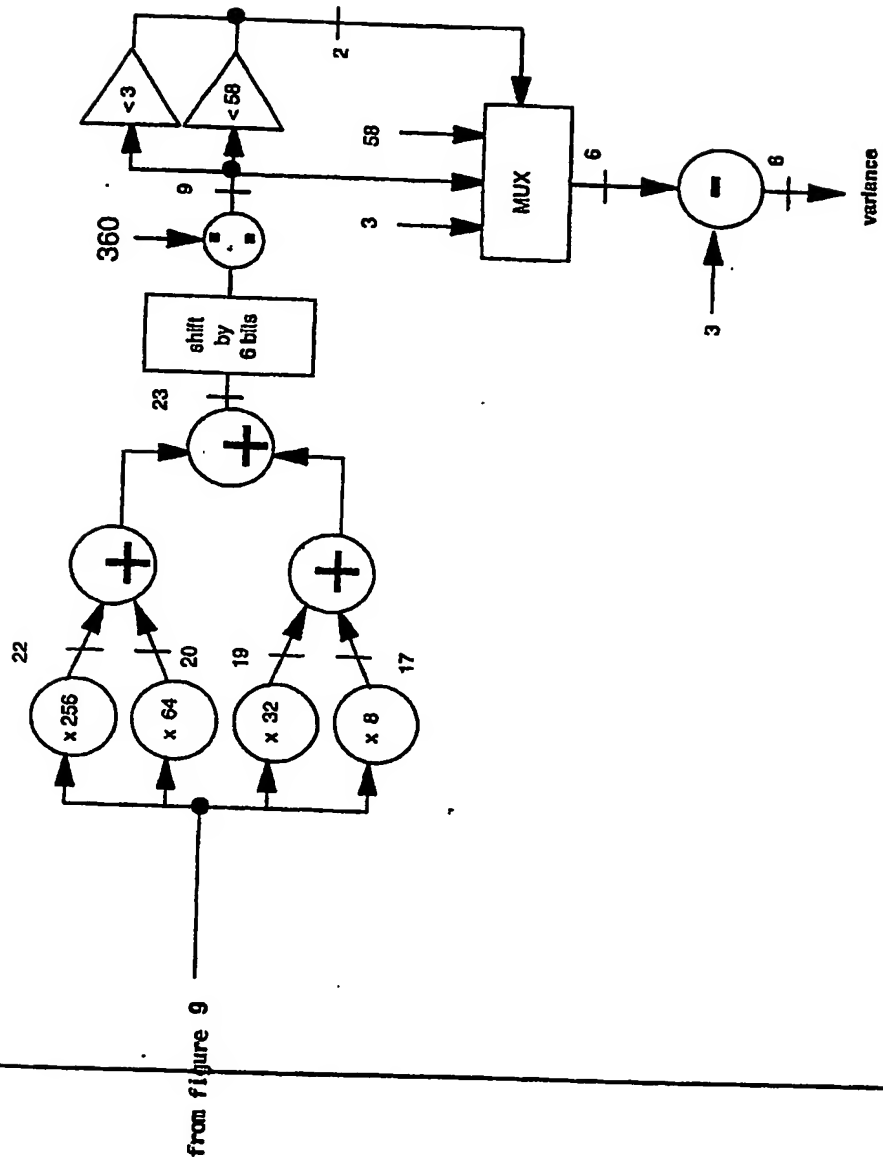 from figure 9
x 256
x 64
x 32
x 8
22
20
19
17
+
+
+
23
shift
by
6 bits
360
9
< 3
< 58
2
3
58
MUX
6
3
-
6
variance